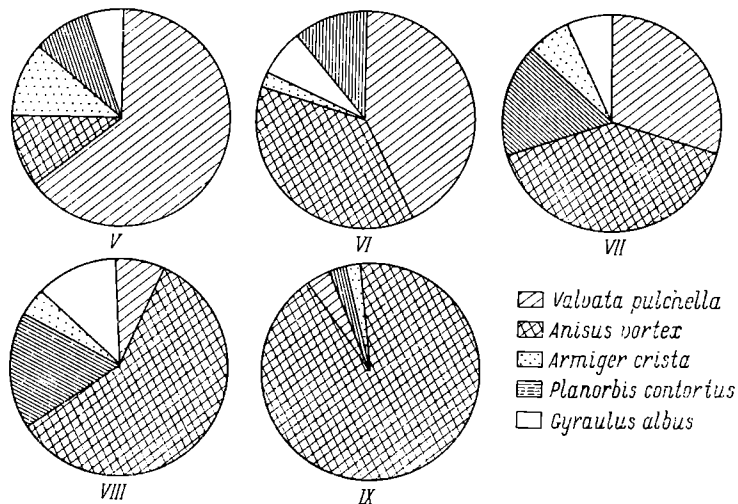 V
VI
VII
VIII
IX
Valvata pulchella
Anisus vortex
Armiger crista
Planorbis contortus
Gyraulus albus